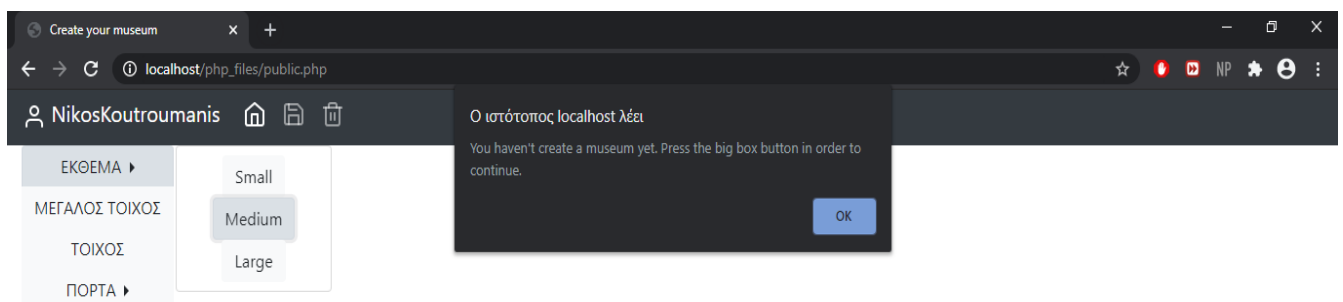 Create your museum
localhost/php_files/public.php
NP
NikosKoutroumanis
Ο ιστότοπος localhost λέει
You haven't create a museum yet. Press the big box button in order to
continue.
OK
ΕΚΘΕΜΑ
ΜΕΓΑΛΟΣ ΤΟΙΧΟΣ
ΤΟΙΧΟΣ
ΠΟΡΤΑ
Small
Medium
Large